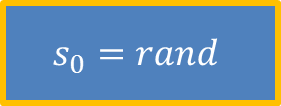 s₀ = rand